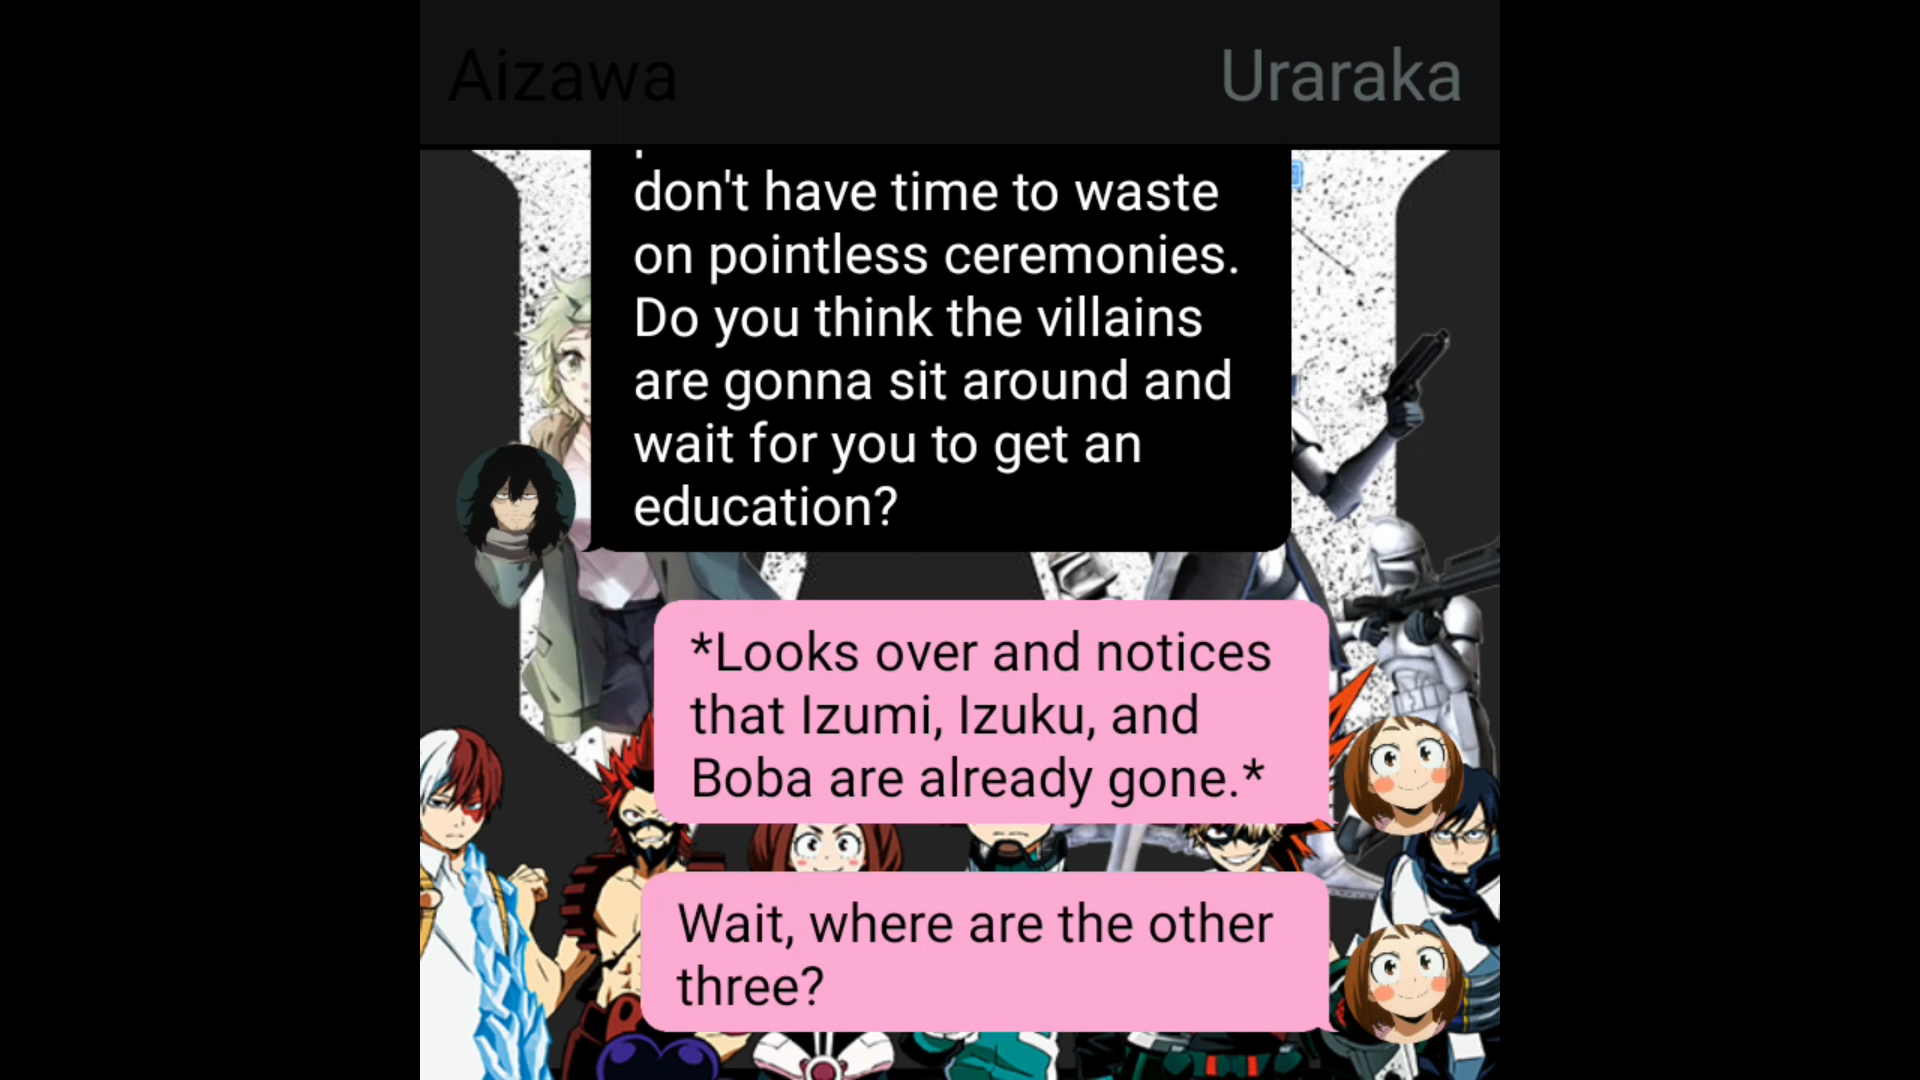 Aizawa
Uraraka
don't have time to waste
on pointless ceremonies.
Do you think the villains
are gonna sit around and
wait for you to get an
education?
*Looks over and notices
that Izumi, Izuku, and
Boba are already gone.*
Wait, where are the other
three?